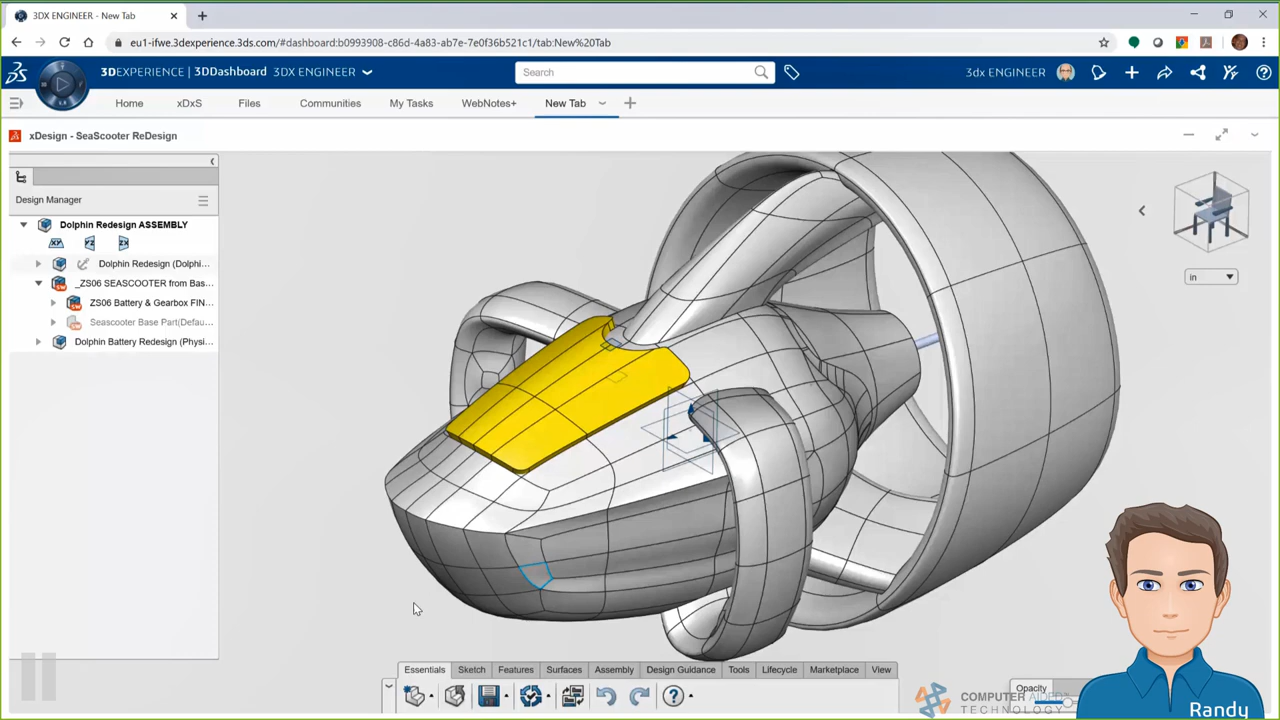 3DX ENGINEER - New Tab
eu1-ifwe.3dexperience.3ds.com/#dashboard:b0993908-c86d-4a83-ab7e-7e0f36b521c1/tab:New%20Tab
3DEXPERIENCE | 3DDashboard 3DX ENGINEER
Search
3dx ENGINEER
Home xDxS Files Communities My Tasks WebNotes+ New Tab
xDesign - SeaScooter ReDesign
Design Manager
Dolphin Redesign ASSEMBLY
XY YZ ZX
Dolphin Redesign (Dolphi...
_ZS06 SEASCOOTER from Bas...
ZS06 Battery & Gearbox FIN...
Seascooter Base Part(Defau...
Dolphin Battery Redesign (Physi...
in
Essentials Sketch Features Surfaces Assembly Design Guidance Tools Lifecycle Marketplace View
Opacity
COMPUTER AIDED
TECHNOLOGY
Randy